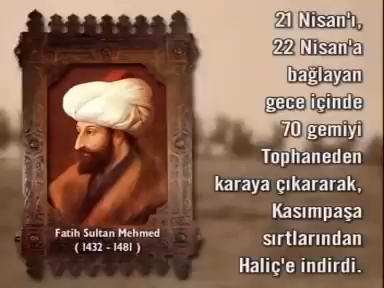 21 Nisan'ı,
22 Nisan'a
bağlayan
gece içinde
70 gemiyi
Tophaneden
karaya çıkararak,
Kasımpaşa
sırtlarından
Haliç'e indirdi.
Fatih Sultan Mehmed
( 1432 - 1481 )